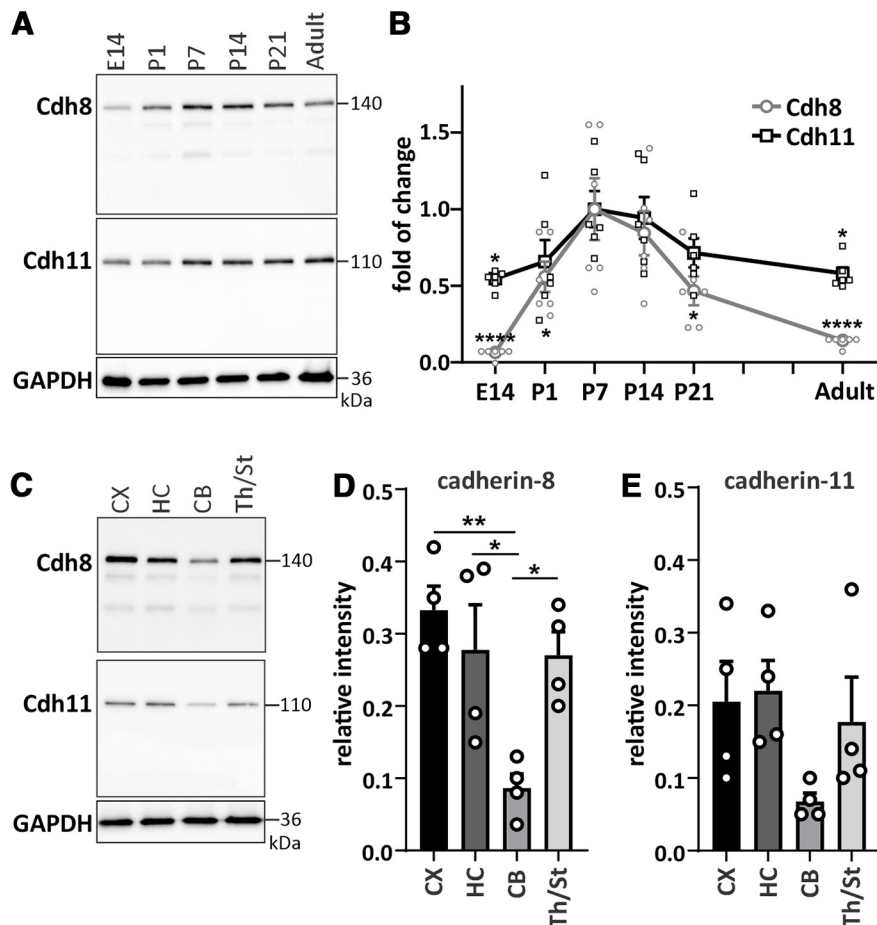 A
E14 P1 P7 P14 P21 Adult
Cdh8
140
Cdh11
110
GAPDH
36
kDa
B
fold of change
1.5
1.0
0.5
0.0
Cdh8
Cdh11
*
****
*
*
*
****
E14 P1 P7 P14 P21 Adult
C
CX HC CB Th/St
Cdh8
140
Cdh11
110
GAPDH
36
kDa
D
cadherin-8
relative intensity
0.5
0.4
0.3
0.2
0.1
0.0
**
*
*
CX HC CB Th/St
E
cadherin-11
relative intensity
0.5
0.4
0.3
0.2
0.1
0.0
CX HC CB Th/St